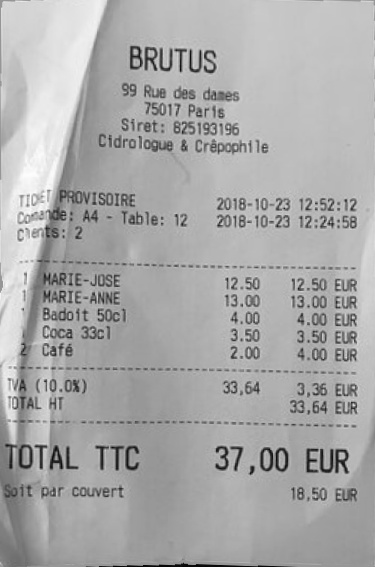 BRUTUS
99 Rue des dames
75017 Paris
Siret: 825193196
Cidrologue & Crêpophile
TICKET PROVISOIRE 2018-10-23 12:52:12
Comande: A4 - Table: 12 2018-10-23 12:24:58
Clients: 2
1 MARIE-JOSE 12.50 12.50 EUR
1 MARIE-ANNE 13.00 13.00 EUR
1 Badoit 50cl 4.00 4.00 EUR
Coca 33cl 3.50 3.50 EUR
2 Café 2.00 4.00 EUR
TVA (10.0%) 33,64 3,36 EUR
TOTAL HT 33,64 EUR
TOTAL TTC 37,00 EUR
Soit par couvert 18,50 EUR